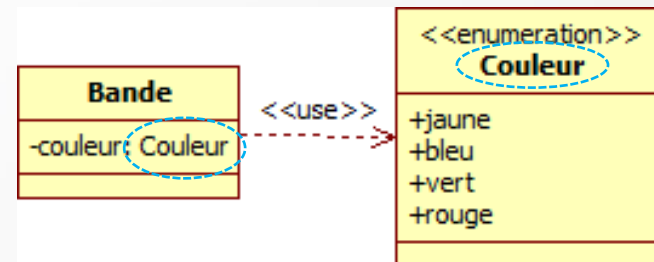 Bande
-couleur: Couleur
<<use>>
<<enumeration>>
Couleur
+jaune
+bleu
+vert
+rouge